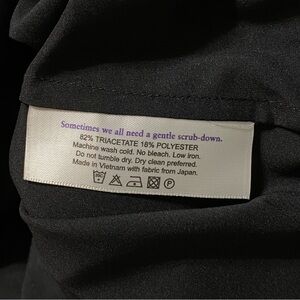 Sometimes we all need a gentle scrub-down.
82% TRIACETATE 18% POLYESTER
Machine wash cold. No bleach. Low iron.
Do not tumble dry. Dry clean preferred.
Made in Vietnam with fabric from Japan.
P